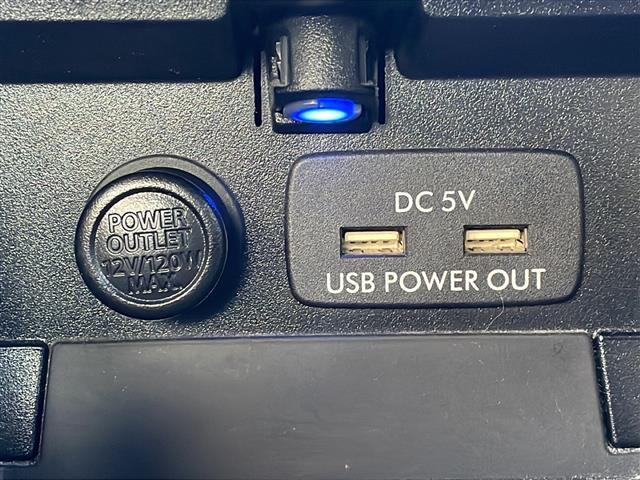 POWER
OUTLET
12V/120W
MAX.
DC 5V
USB POWER OUT